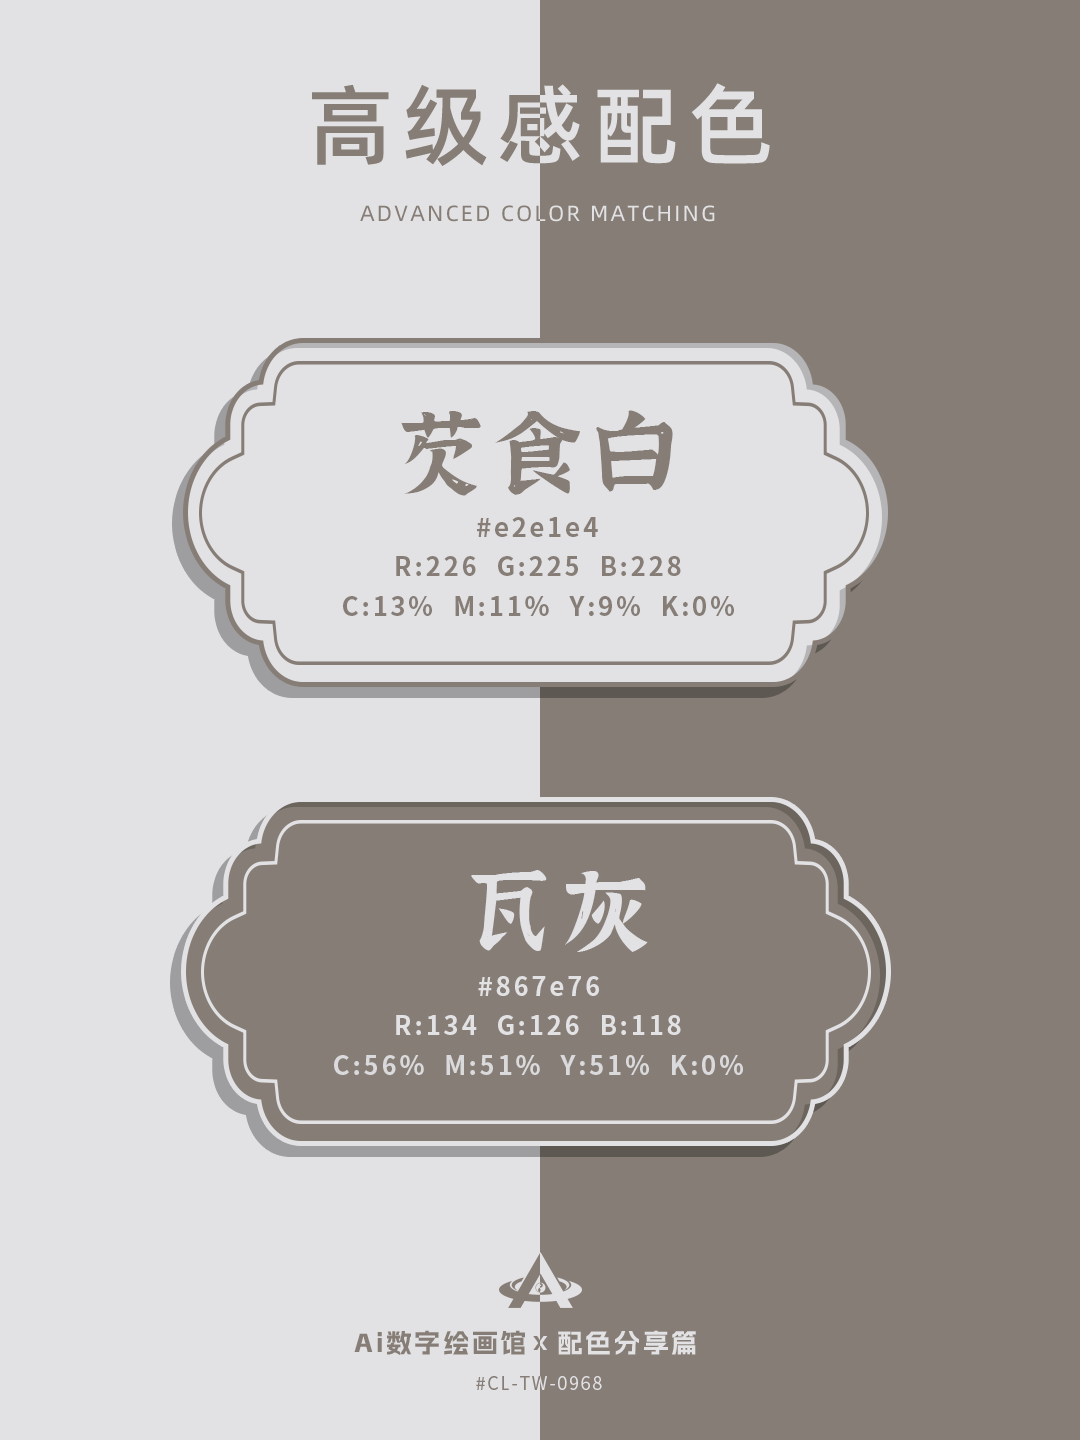 高级感配色
ADVANCED COLOR MATCHING
芡食白
#e2e1e4
R:226 G:225 B:228
C:13% M:11% Y:9% K:0%
瓦灰
#867e76
R:134 G:126 B:118
C:56% M:51% Y:51% K:0%
Ai数字绘画馆 x 配色分享篇
#CL-TW-0968